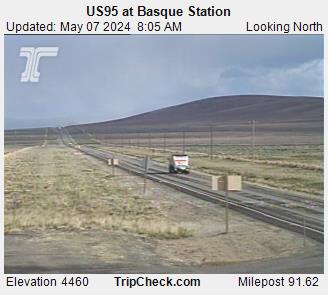 US95 at Basque Station
Updated: May 07 2024 8:05 AM Looking North
Elevation 4460 TripCheck.com Milepost 91.62